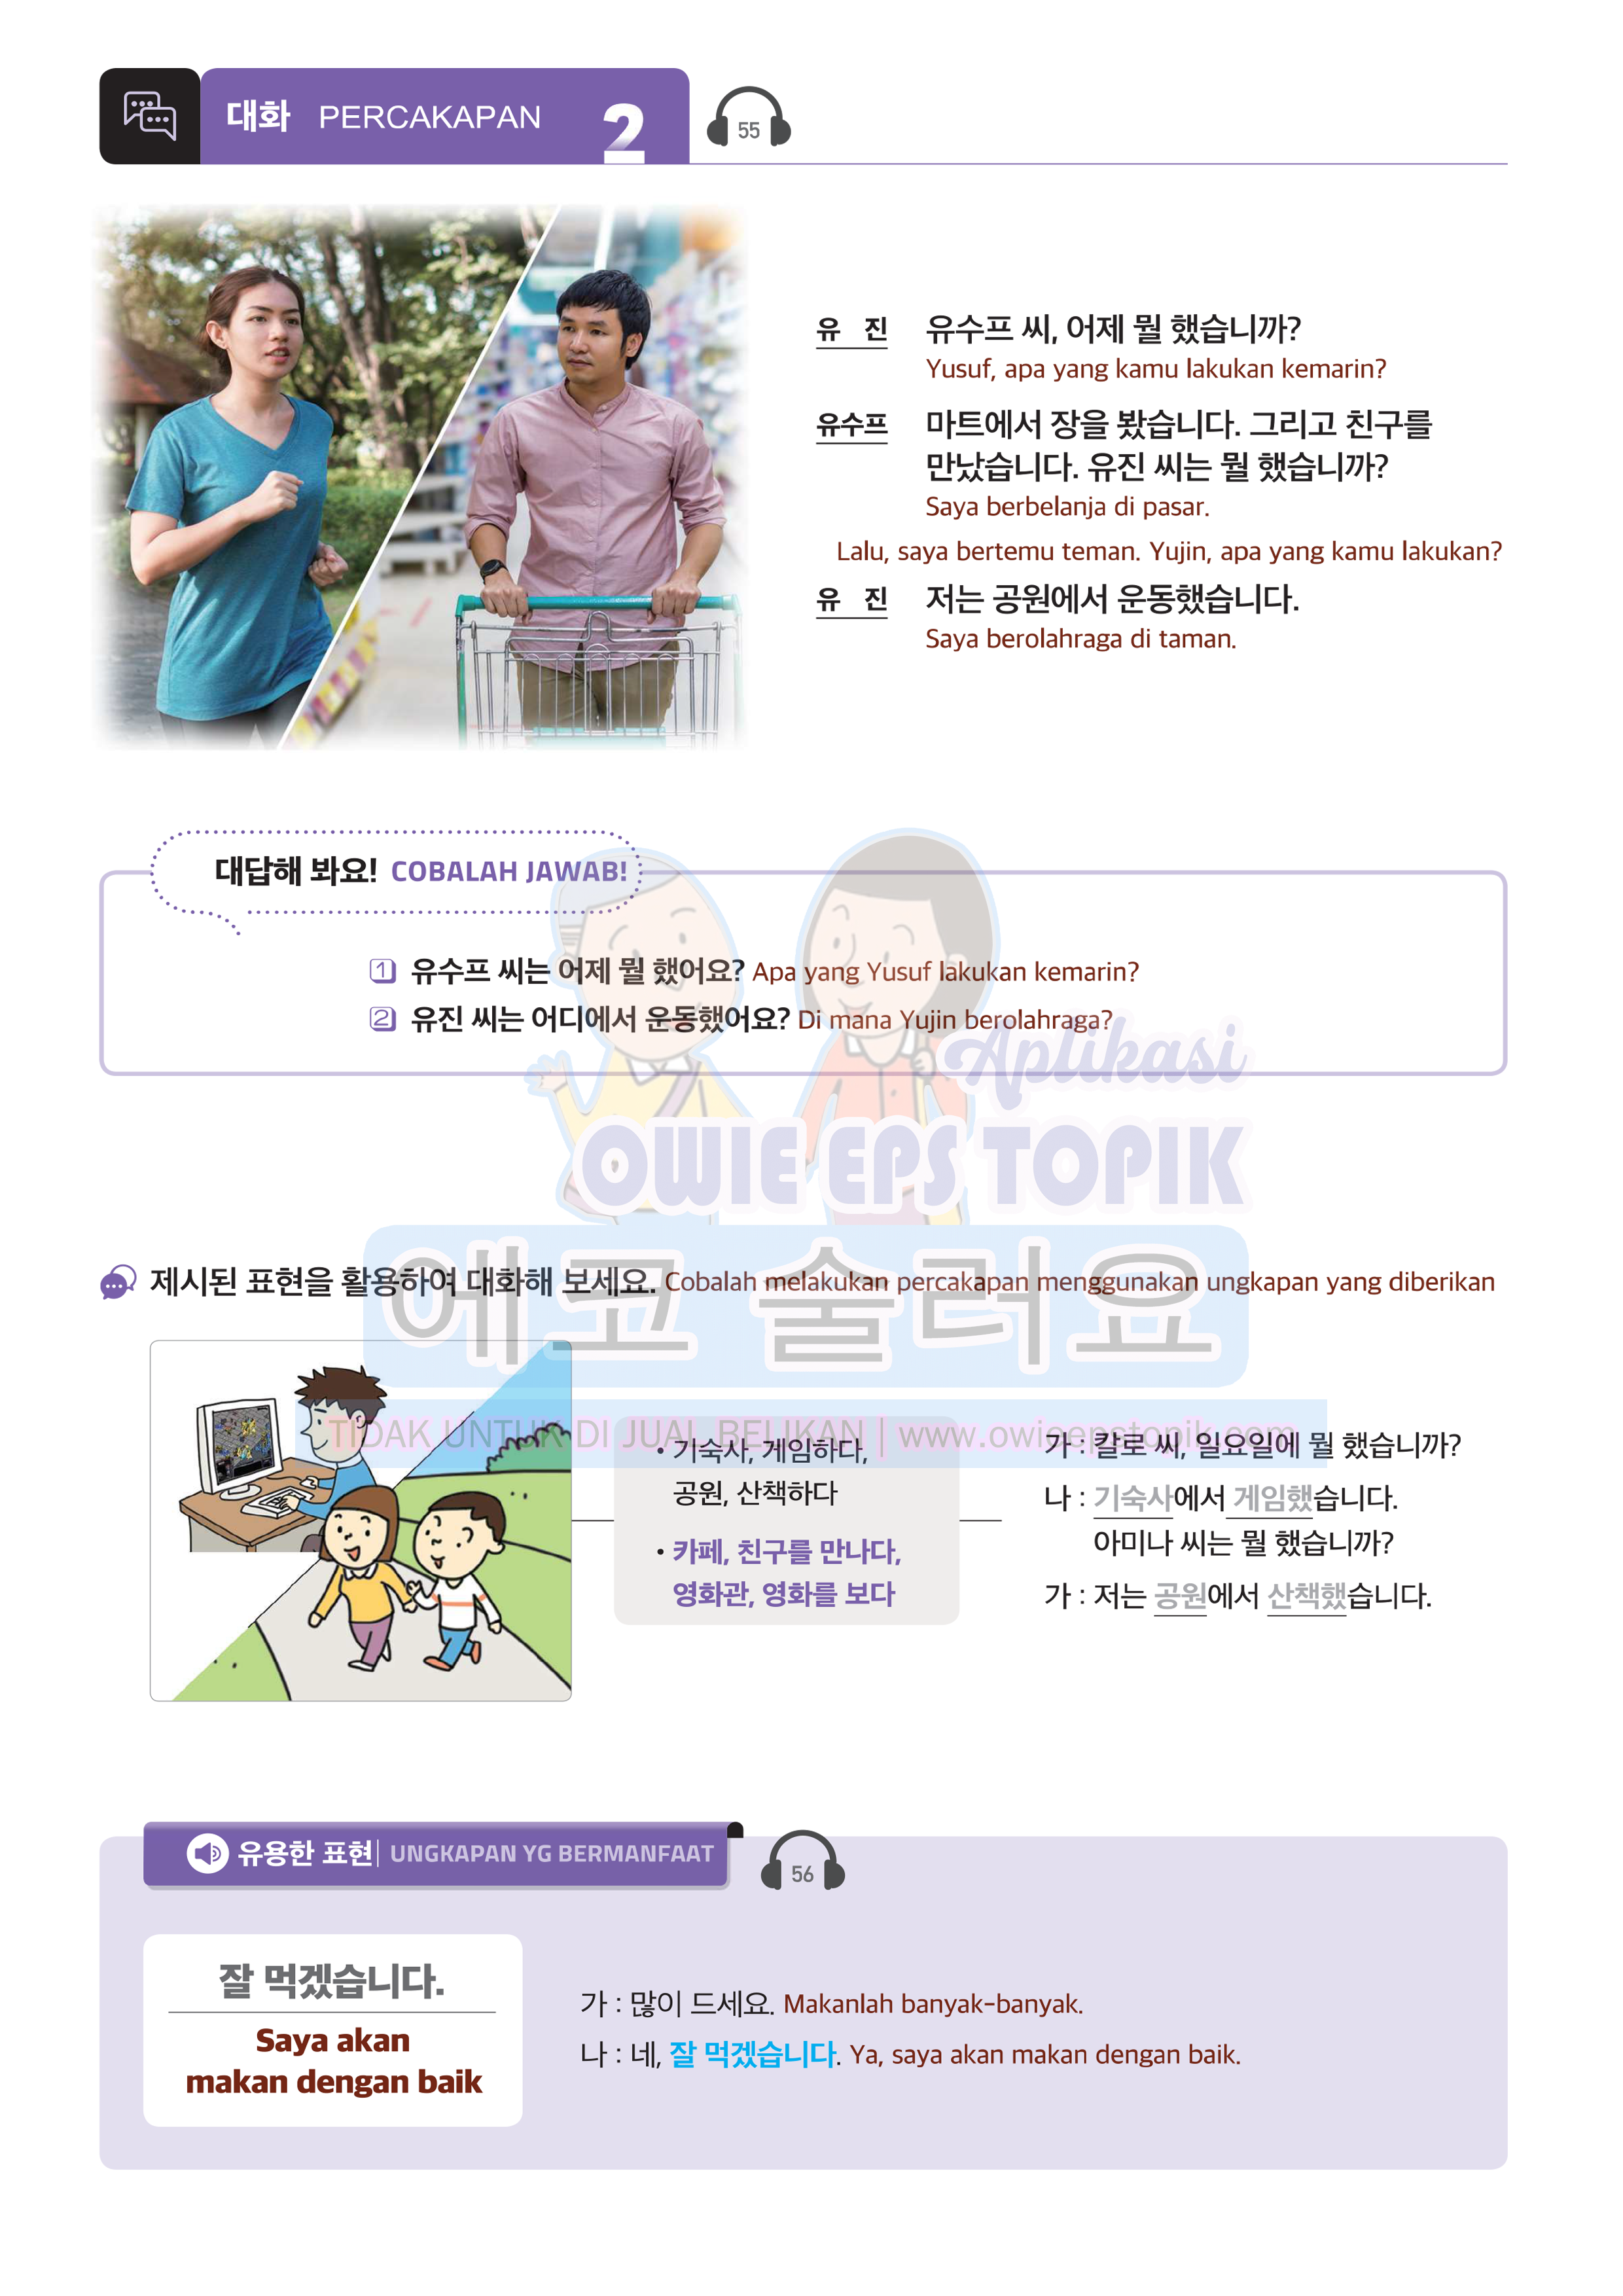 대화 PERCAKAPAN 2
55
유 진 유수프 씨, 어제 뭘 했습니까?
Yusuf, apa yang kamu lakukan kemarin?
유수프 마트에서 장을 봤습니다. 그리고 친구를
만났습니다. 유진 씨는 뭘 했습니까?
Saya berbelanja di pasar.
Lalu, saya bertemu teman. Yujin, apa yang kamu lakukan?
유 진 저는 공원에서 운동했습니다.
Saya berolahraga di taman.
대답해 봐요! COBALAH JAWAB!
1 유수프 씨는 어제 뭘 했어요? Apa yang Yusuf lakukan kemarin?
2 유진 씨는 어디에서 운동했어요? Di mana Yujin berolahraga?
Aplikasi
OWIE EPS TOPIK
에코 술러요
제시된 표현을 활용하여 대화해 보세요. Cobalah melakukan percakapan menggunakan ungkapan yang diberikan
TIDAK UNTUK DI JUAL BELIKAN | www.owieepstopik.com
• 기숙사, 게임하다,
공원, 산책하다
• 카페, 친구를 만나다,
영화관, 영화를 보다
가 : 칼로 씨, 일요일에 뭘 했습니까?
나 : 기숙사에서 게임했습니다.
아미나 씨는 뭘 했습니까?
가 : 저는 공원에서 산책했습니다.
유용한 표현| UNGKAPAN YG BERMANFAAT
56
잘 먹겠습니다.
Saya akan
makan dengan baik
가 : 많이 드세요. Makanlah banyak-banyak.
나 : 네, 잘 먹겠습니다. Ya, saya akan makan dengan baik.